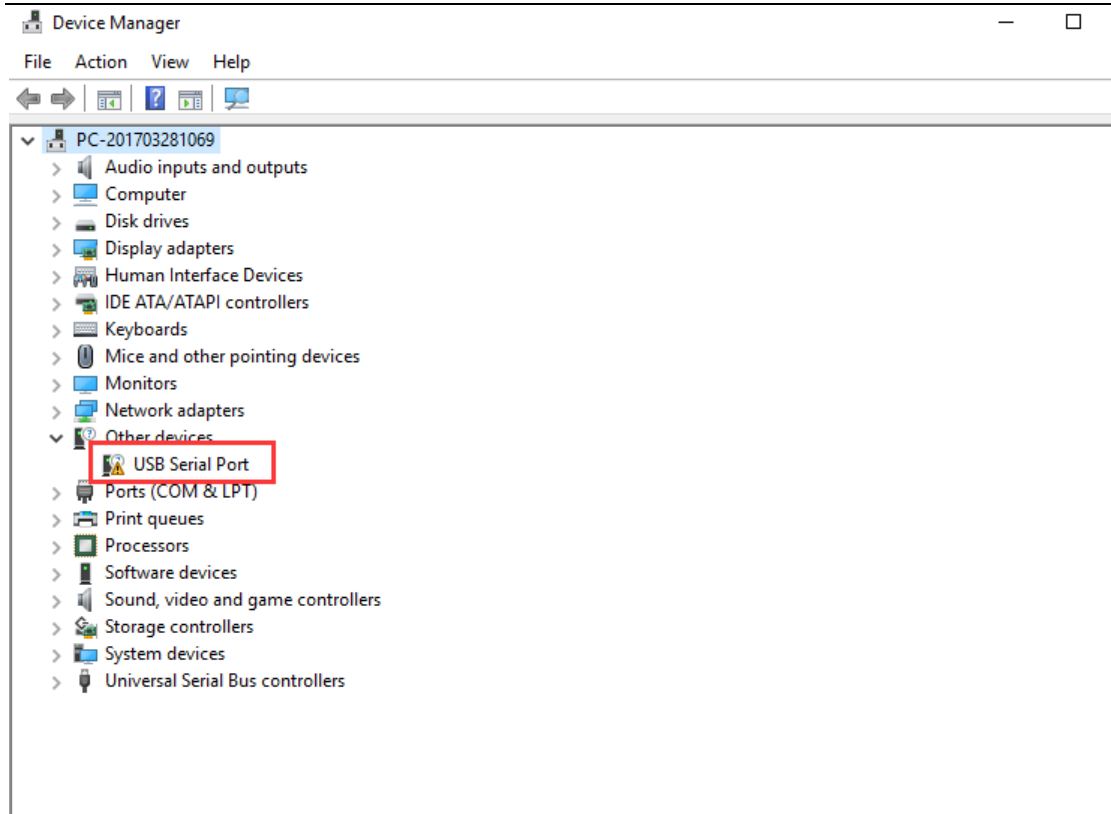 Device Manager
File Action View Help
PC-201703281069
Audio inputs and outputs
Computer
Disk drives
Display adapters
Human Interface Devices
IDE ATA/ATAPI controllers
Keyboards
Mice and other pointing devices
Monitors
Network adapters
Other devices
USB Serial Port
Ports (COM & LPT)
Print queues
Processors
Software devices
Sound, video and game controllers
Storage controllers
System devices
Universal Serial Bus controllers